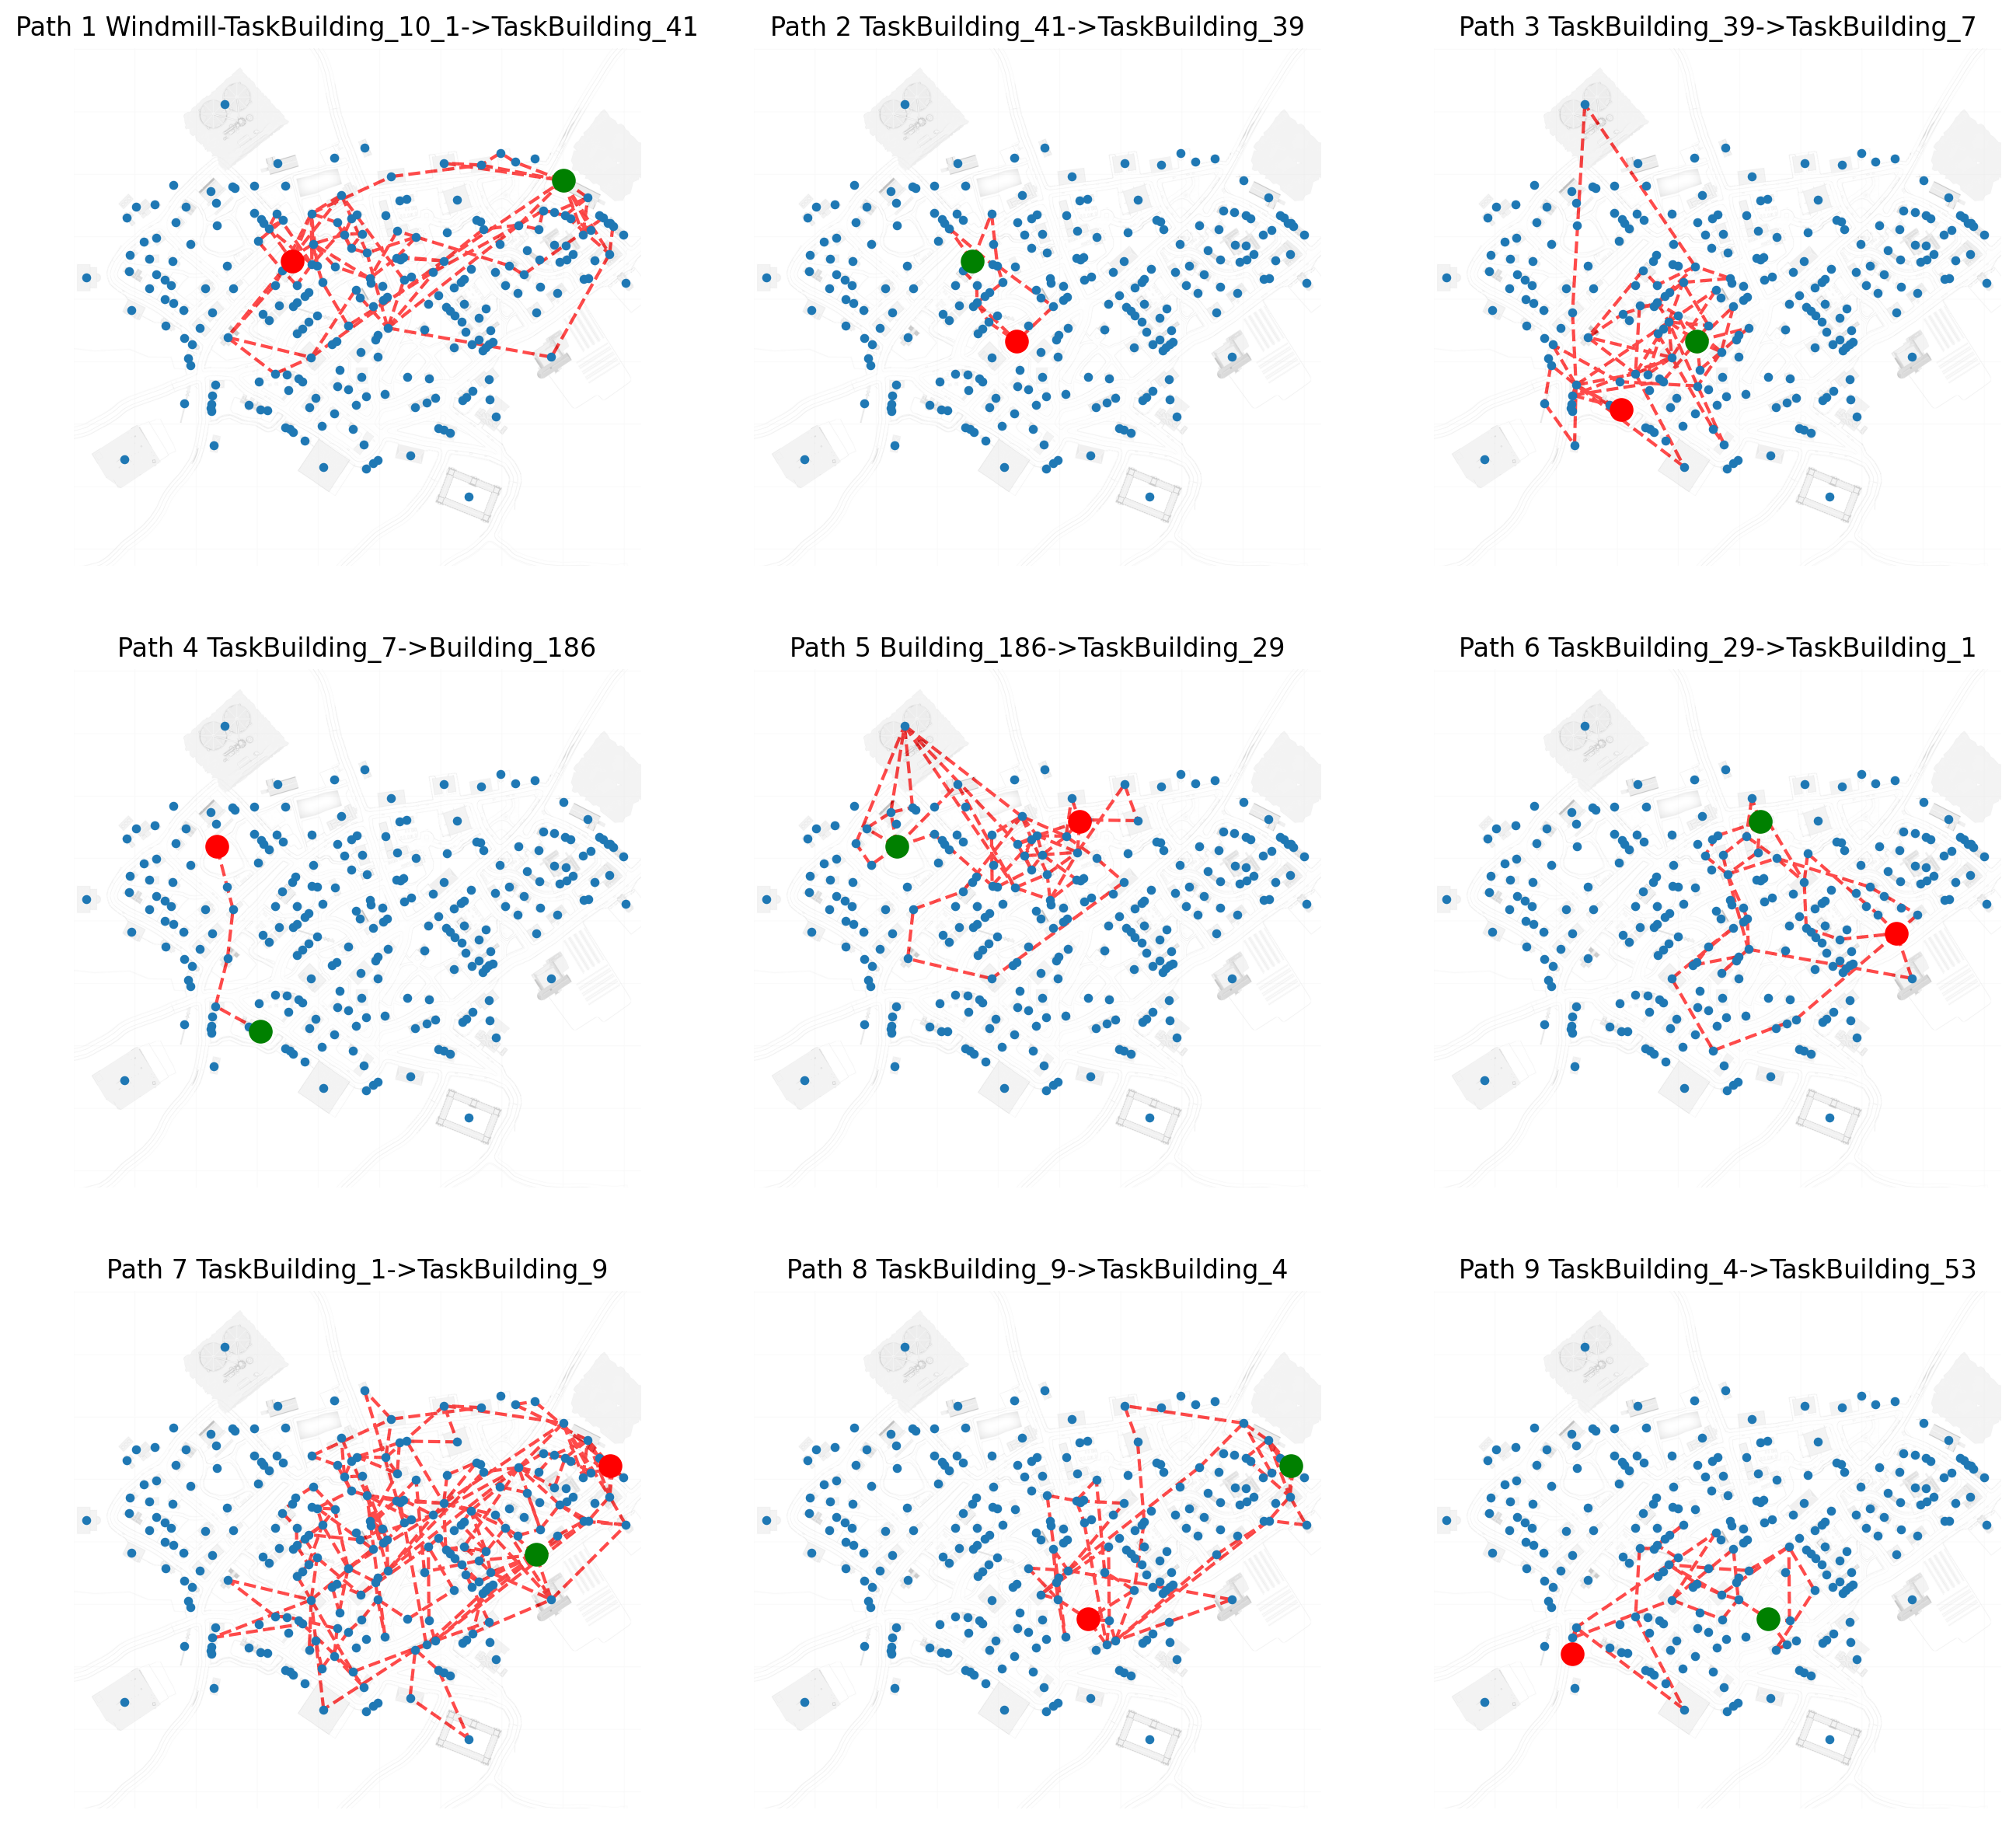 Path 1 Windmill-TaskBuilding_10_1->TaskBuilding_41
Path 2 TaskBuilding_41->TaskBuilding_39
Path 3 TaskBuilding_39->TaskBuilding_7
Path 4 TaskBuilding_7->Building_186
Path 5 Building_186->TaskBuilding_29
Path 6 TaskBuilding_29->TaskBuilding_1
Path 7 TaskBuilding_1->TaskBuilding_9
Path 8 TaskBuilding_9->TaskBuilding_4
Path 9 TaskBuilding_4->TaskBuilding_53